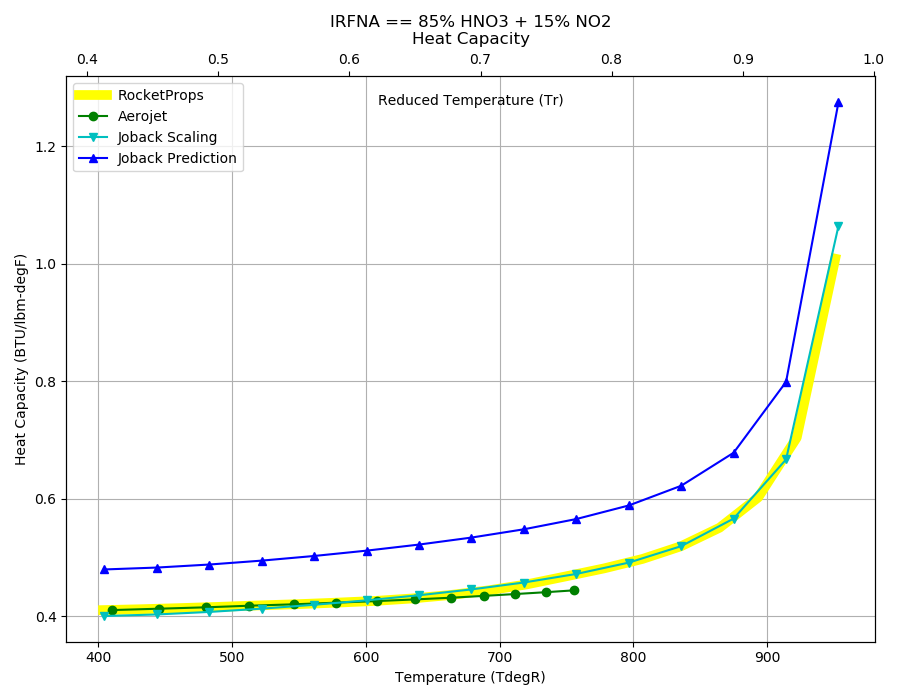 IRFNA == 85% HNO3 + 15% NO2
Heat Capacity
0.4 0.5 0.6 0.7 0.8 0.9 1.0
Reduced Temperature (Tr)
RocketProps
Aerojet
Joback Scaling
Joback Prediction
Heat Capacity (BTU/lbm-degF)
1.2
1.0
0.8
0.6
0.4
400 500 600 700 800 900
Temperature (TdegR)